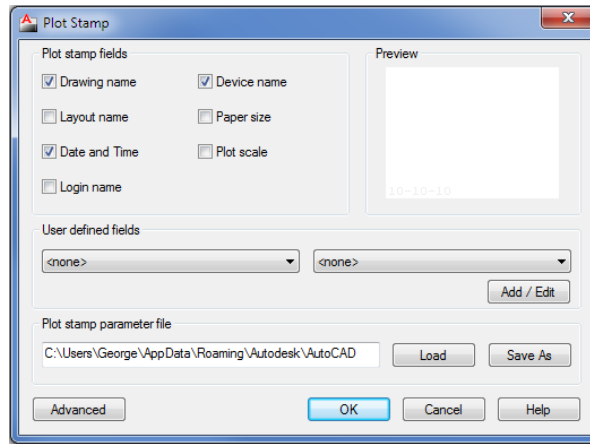 Plot Stamp
Plot stamp fields
Preview
Drawing name
Device name
Layout name
Paper size
Date and Time
Plot scale
Login name
10-10-10
User defined fields
<none>
<none>
Add / Edit
Plot stamp parameter file
C:\Users\George\AppData\Roaming\Autodesk\AutoCAD
Load
Save As
Advanced
OK
Cancel
Help